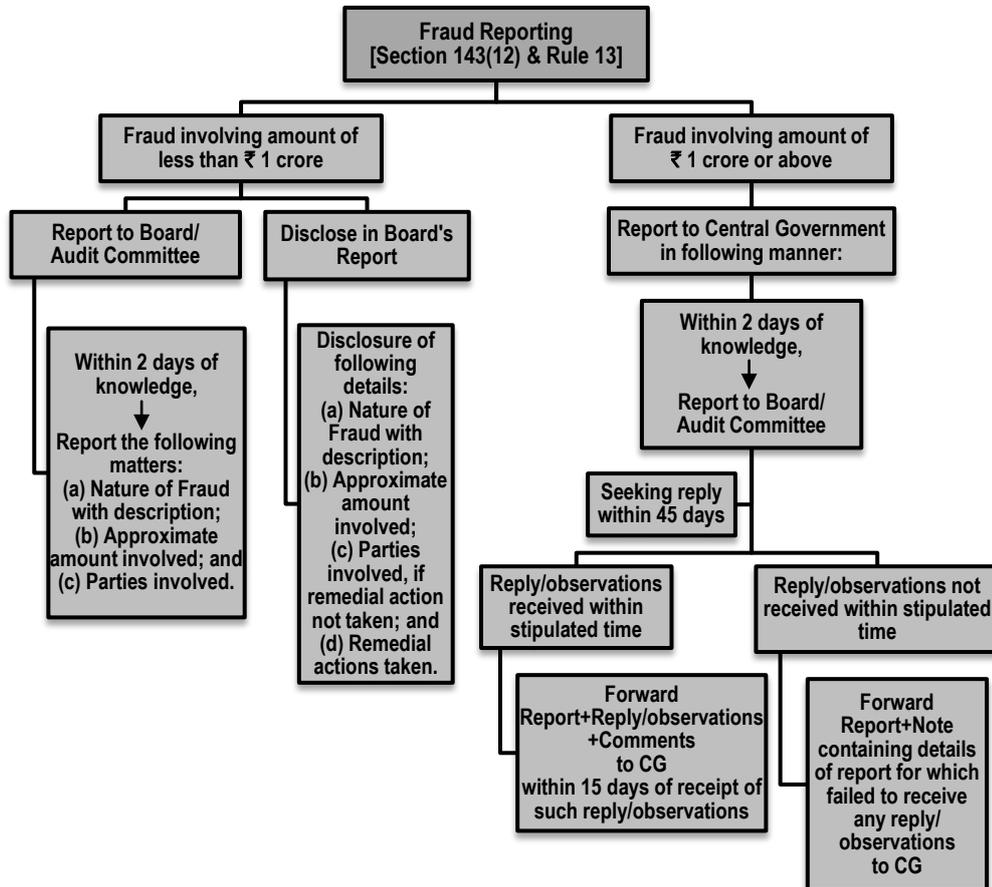 Fraud Reporting
[Section 143(12) & Rule 13]
Fraud involving amount of
less than ₹ 1 crore
Fraud involving amount of
₹ 1 crore or above
Report to Board/
Audit Committee
Disclose in Board's
Report
Report to Central Government
in following manner:
Within 2 days of
knowledge,
Report the following
matters:
(a) Nature of Fraud
with description;
(b) Approximate
amount involved; and
(c) Parties involved.
Disclosure of
following
details:
(a) Nature of
Fraud with
description;
(b) Approximate
amount
involved;
(c) Parties
involved, if
remedial action
not taken; and
(d) Remedial
actions taken.
Within 2 days of
knowledge,
Report to Board/
Audit Committee
Seeking reply
within 45 days
Reply/observations
received within
stipulated time
Reply/observations not
received within stipulated
time
Forward
Report+Reply/observations
+Comments
to CG
within 15 days of receipt of
such reply/observations
Forward
Report+Note
containing details
of report for which
failed to receive
any reply/
observations
to CG